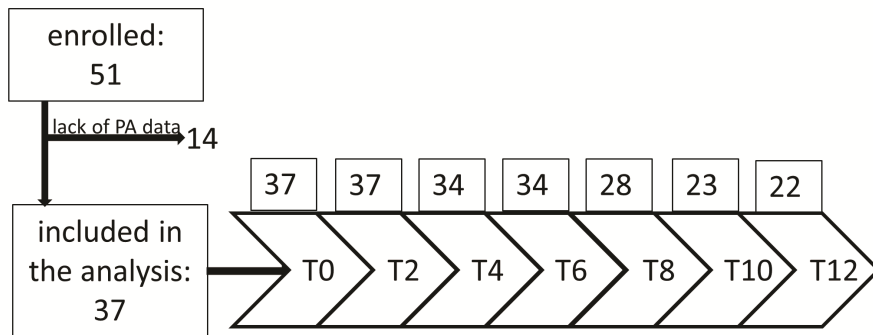 enrolled:
51
lack of PA data
14
included in
the analysis:
37
37 37 34 34 28 23 22
T0 T2 T4 T6 T8 T10 T12